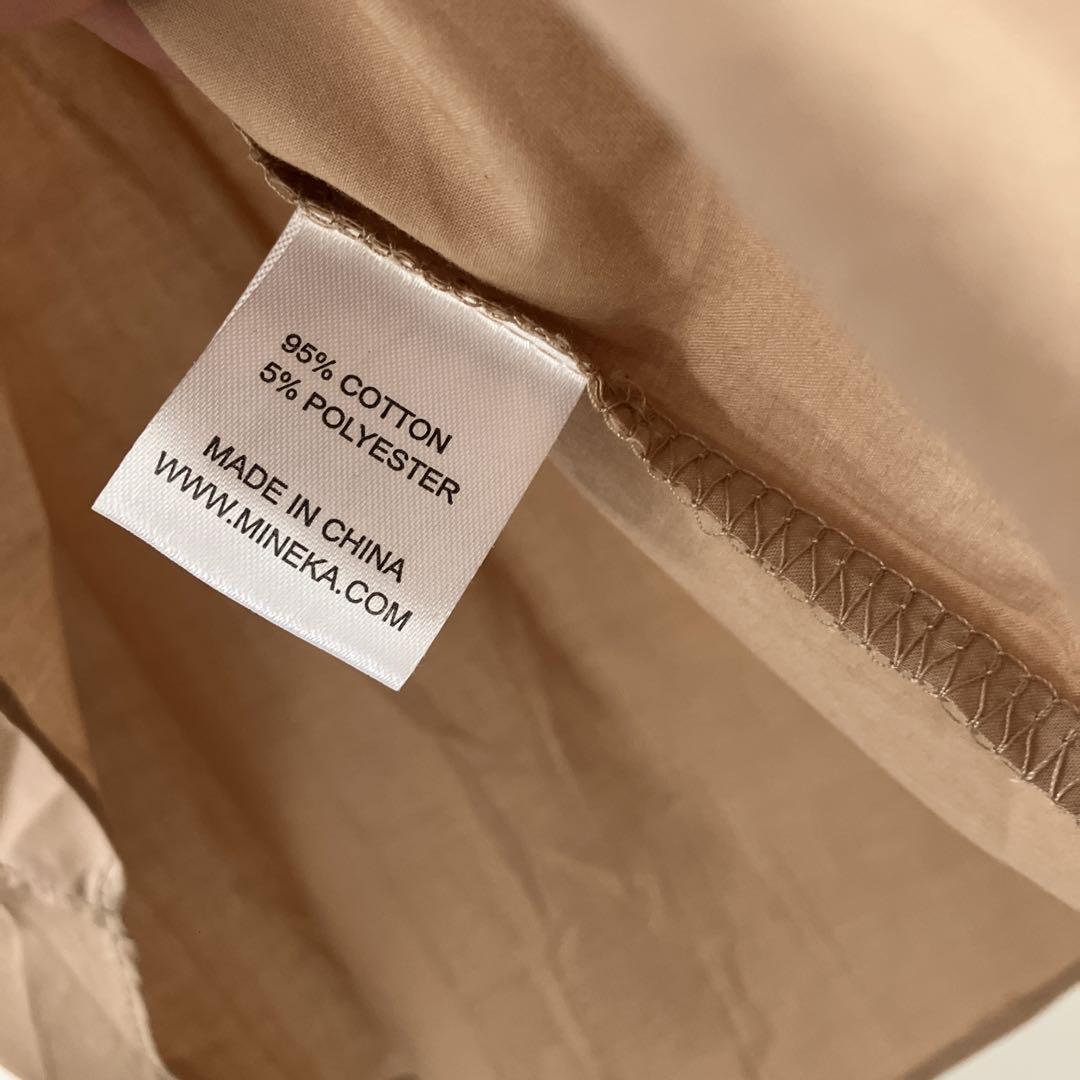 95% COTTON
5% POLYESTER
MADE IN CHINA
WWW.MINEKA.COM